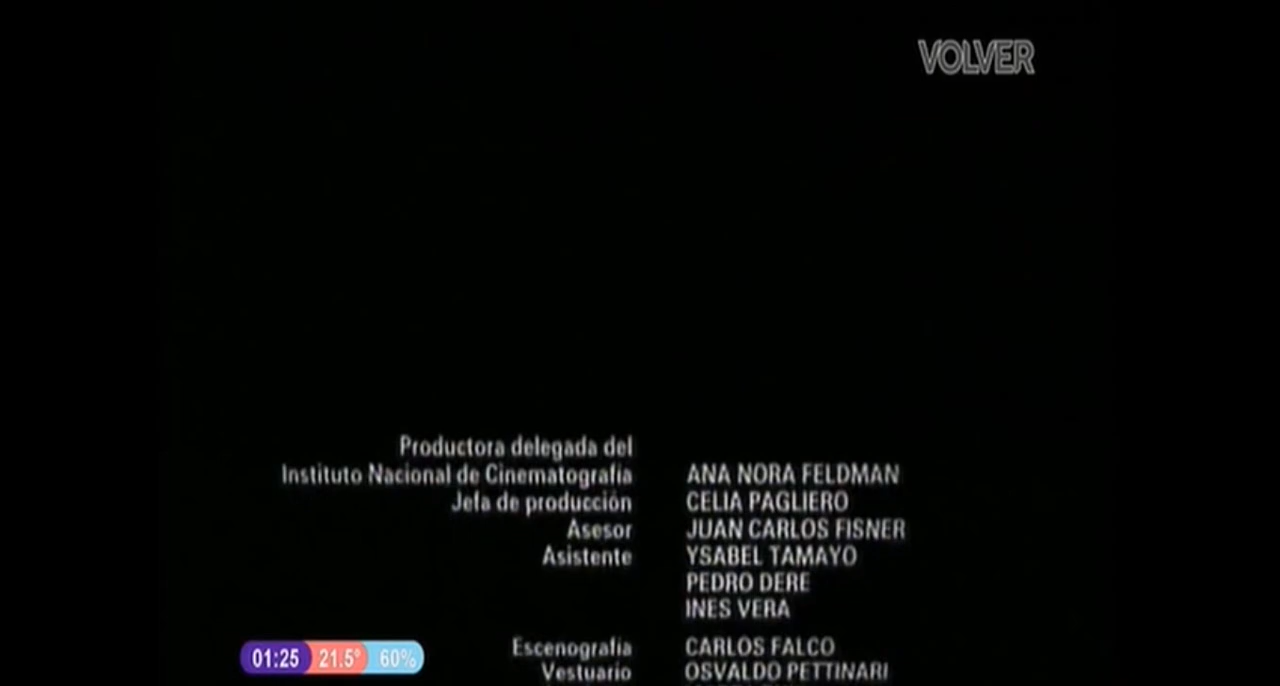 VOLVER
Productora delegada del
Instituto Nacional de Cinematografía ANA NORA FELDMAN
Jefa de producción CELIA PAGLIERO
Asesor JUAN CARLOS FISNER
Asistente YSABEL TAMAYO
PEDRO DERE
INES VERA
Escenografía CARLOS FALCO
Vestuario OSVALDO PETTINARI
01:25 21.5° 60%